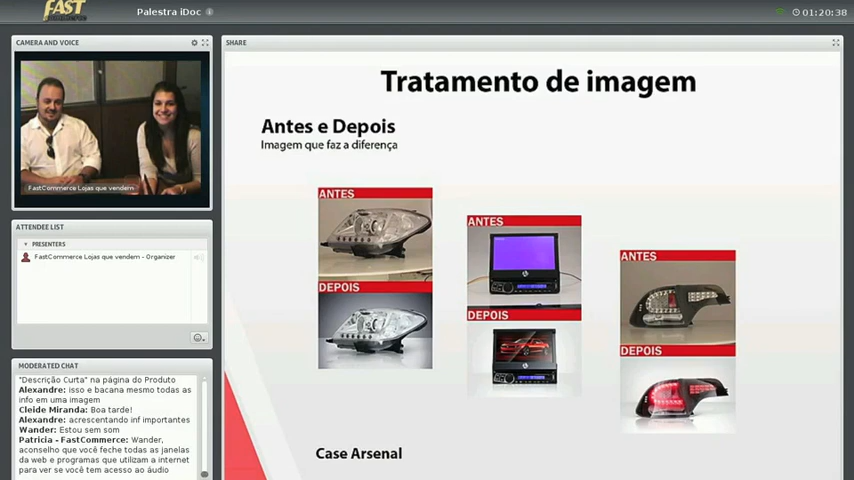 FAST
Palestra iDoc
01:20:38
CAMERA AND VOICE
FastCommerce Lojas que vendem
ATTENDEE LIST
PRESENTERS
FastCommerce Lojas que vendem - Organizer
MODERATED CHAT
"Descrição Curta" na página do Produto
Alexandre: isso e bacana mesmo todas as
info em uma imagem
Cleide Miranda: Boa tarde!
Alexandre: acrescentando inf importantes
Wander: Estou sem som
Patricia - FastCommerce: Wander,
aconselho que você feche todas as janelas
da web e programas que utilizam a internet
para ver se você tem acesso ao áudio
SHARE
Tratamento de imagem
Antes e Depois
Imagem que faz a diferença
ANTES
DEPOIS
ANTES
DEPOIS
ANTES
DEPOIS
Case Arsenal